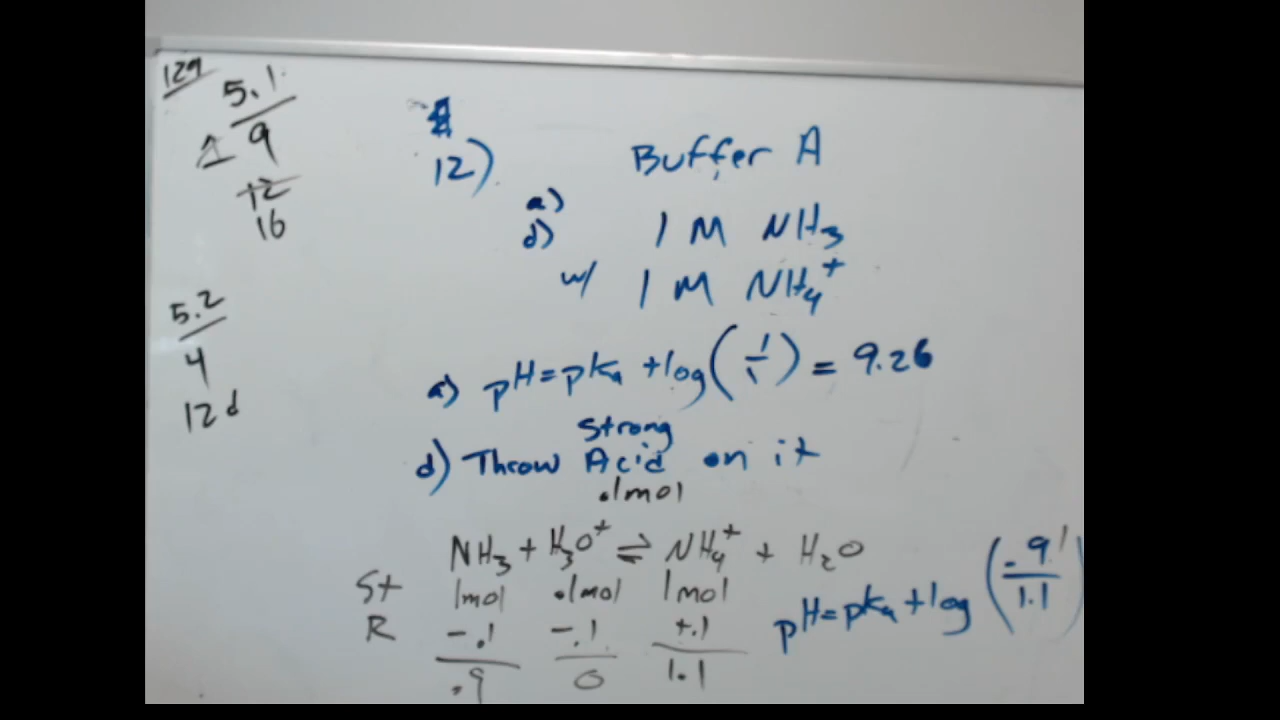 129
5.1
9
12
16
5.2
4
12d
12)
Buffer A
a)
d)
1 M NH₃
w/ 1 M NH₄⁺
a) pH = pKa + log(1/1) = 9.26
Strong
d) Throw Acid on it
.1mol
NH₃ + H₃O⁺ ⇌ NH₄⁺ + H₂O
St 1mol .1mol 1mol
R -.1 -.1 +.1
.9 0 1.1
pH = pKa + log(.9/1.1)